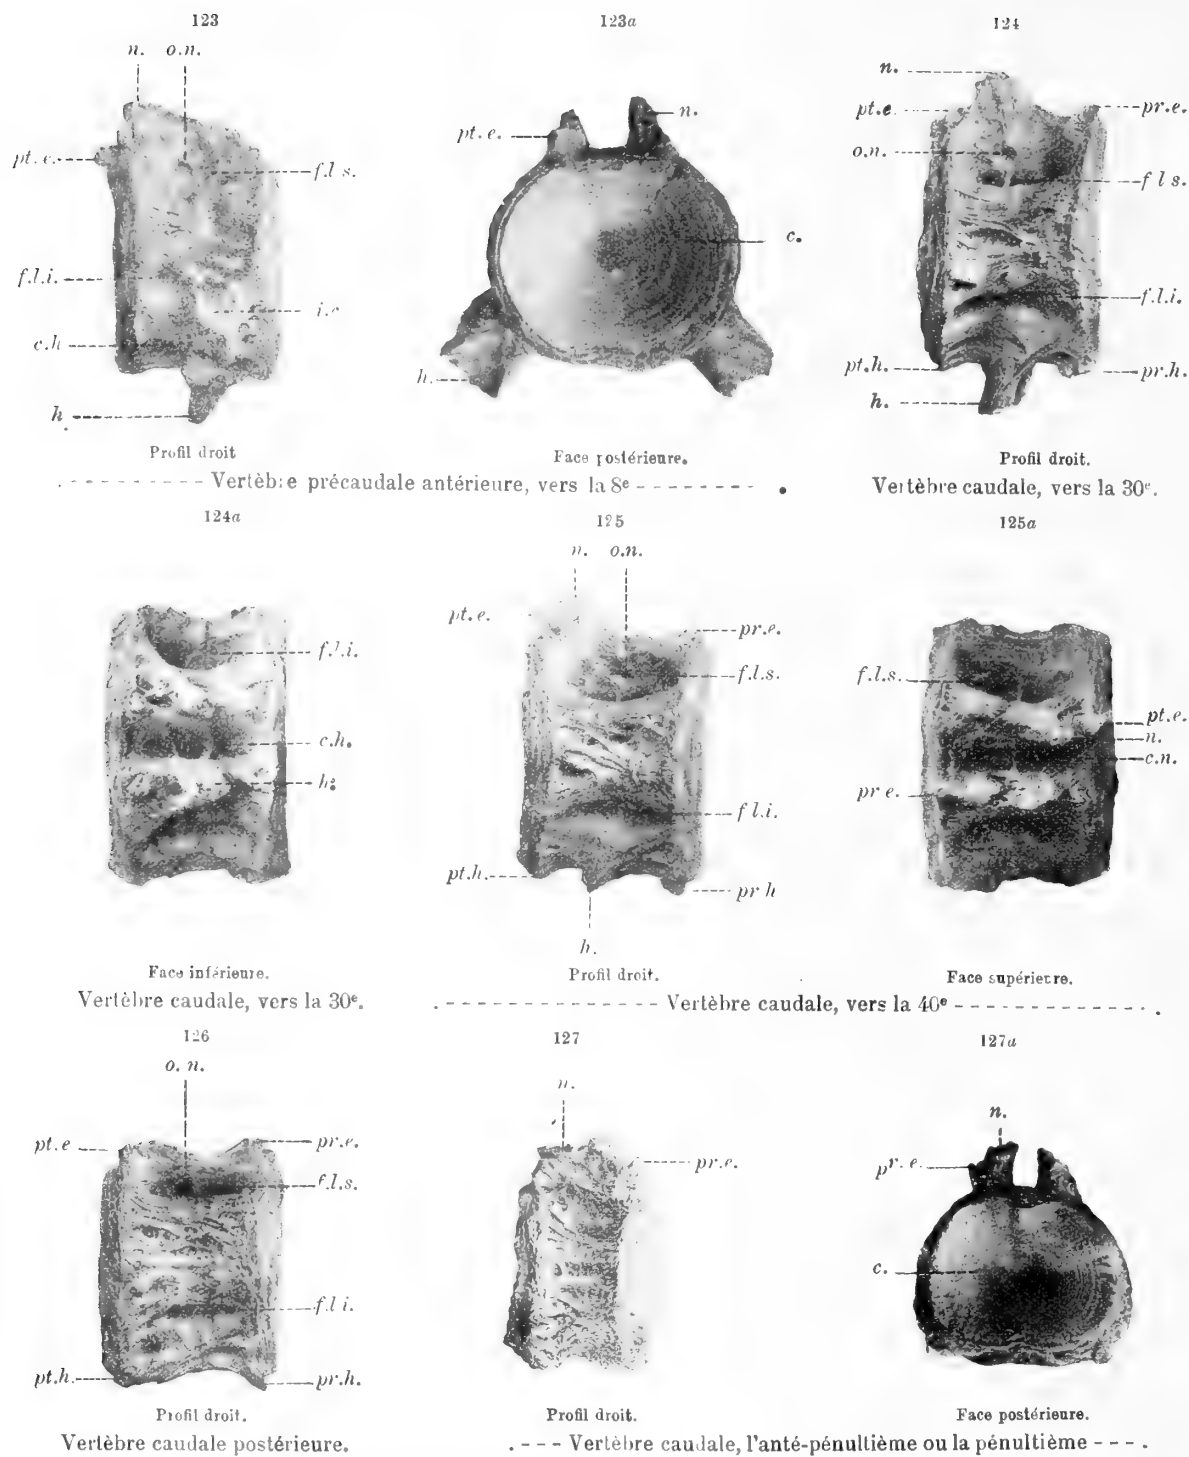 123
n. o.n.
pt.e.
f.l s.
f.l.i.
i.c
c.h
h
Profil droit
123a
pt.e.
n.
c.
h.
Face postérieure.
Vertèbre précaudale antérieure, vers la 8e
124
n.
pt.e
pr.e.
o.n.
f l s.
f.l.i.
pt.h.
pr.h.
h.
Profil droit.
Vertèbre caudale, vers la 30e.
124a
f.l.i.
c.h.
h.
Face inférieure.
Vertèbre caudale, vers la 30e.
125
n. o.n.
pt.e.
pr.e.
f.l.s.
f l.i.
pt.h.
pr h
h.
Profil droit.
125a
f.l.s.
pt.e.
n.
c.n.
pr e.
Face supérieure.
Vertèbre caudale, vers la 40e
126
o. n.
pt.e
pr.e.
f.l.s.
f.l i.
pt.h.
pr.h.
Profil droit.
Vertèbre caudale postérieure.
127
n.
pr.e.
Profil droit.
127a
n.
pr. e.
c.
Face postérieure.
Vertèbre caudale, l'anté-pénultième ou la pénultième